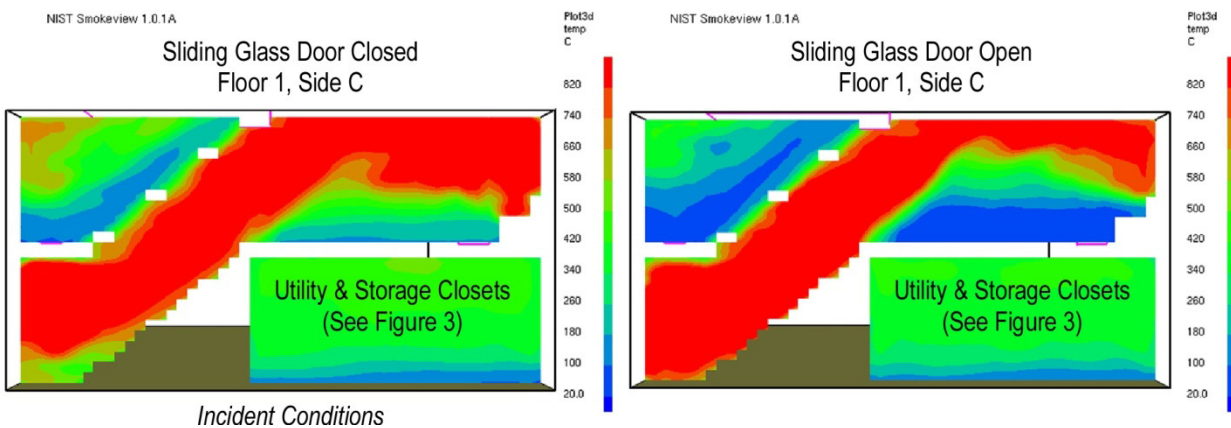 NIST Smokeview 1.0.1A
Sliding Glass Door Closed
Floor 1, Side C
Plot3d
temp
C
820
740
660
580
500
420
340
260
180
100
20.0
Utility & Storage Closets
(See Figure 3)
Incident Conditions
NIST Smokeview 1.0.1A
Sliding Glass Door Open
Floor 1, Side C
Plot3d
temp
C
820
740
660
580
500
420
340
260
180
100
20.0
Utility & Storage Closets
(See Figure 3)